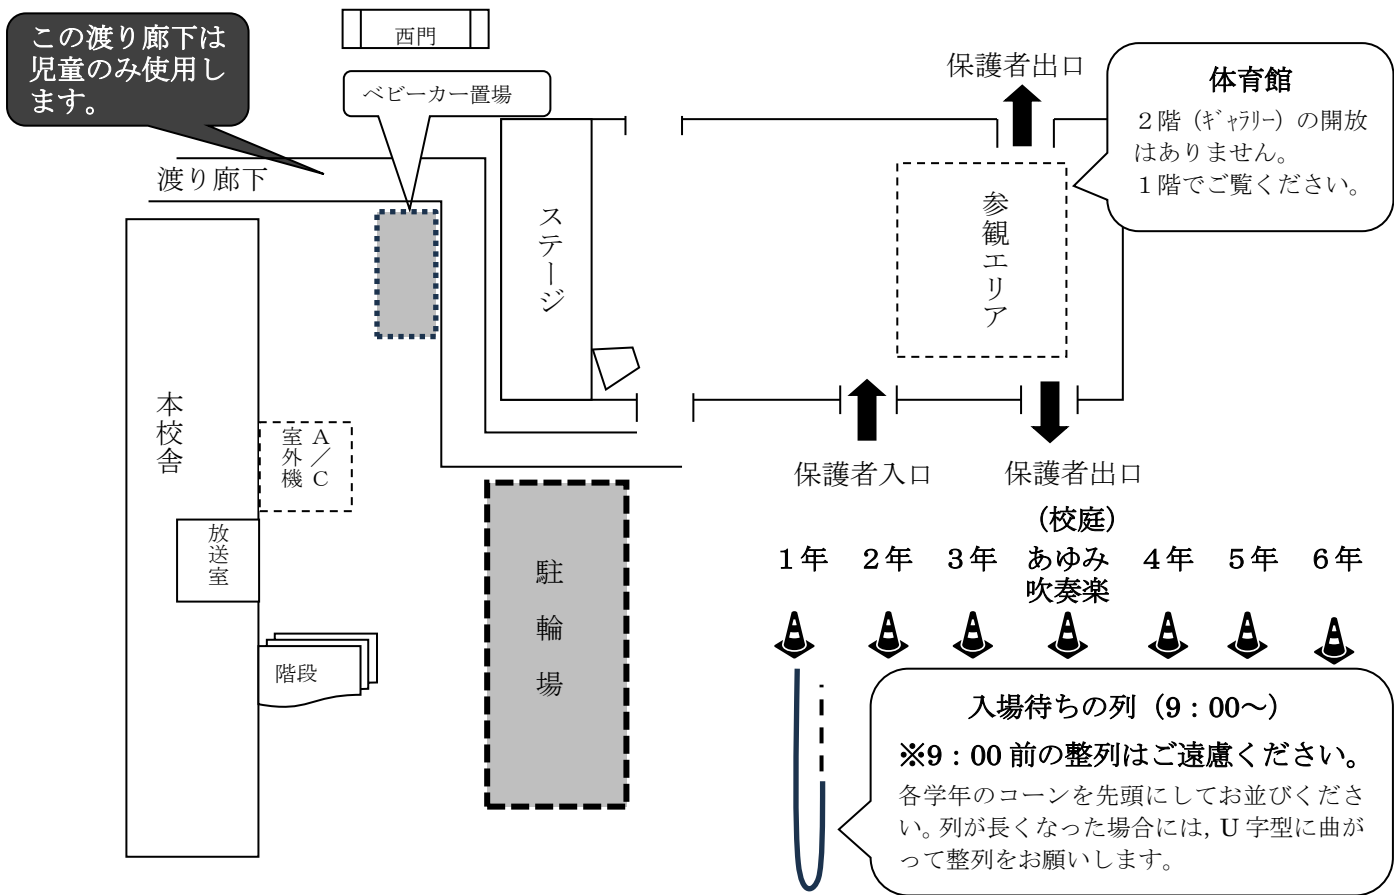 この渡り廊下は
児童のみ使用し
ます。
西門
ベビーカー置場
保護者出口
体育館
２階（ｷﾞｬﾗﾘｰ）の開放
はありません。
１階でご覧ください。
渡り廊下
ステージ
参観エリア
本校舎
A／C
室外機
放送室
階段
駐輪場
保護者入口
保護者出口
（校庭）
１年　２年　３年　あゆみ　４年　５年　６年
吹奏楽
入場待ちの列（9：00～）
※9：00 前の整列はご遠慮ください。
各学年のコーンを先頭にしてお並びくださ
い。列が長くなった場合には，U 字型に曲が
って整列をお願いします。